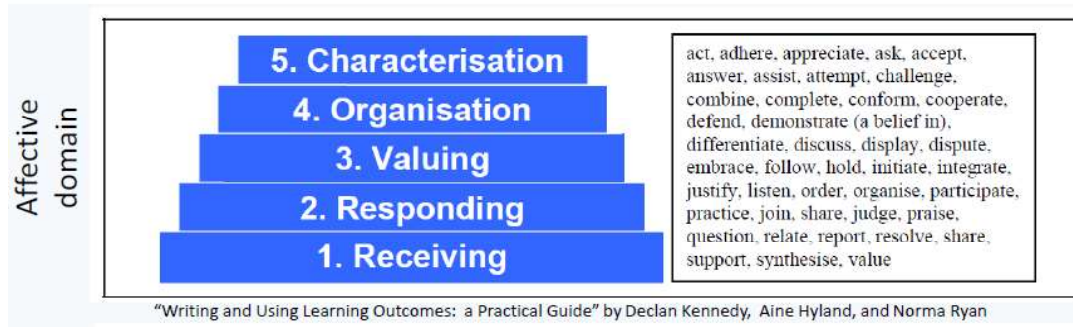 Affective
domain
5. Characterisation
4. Organisation
3. Valuing
2. Responding
1. Receiving
act, adhere, appreciate, ask, accept,
answer, assist, attempt, challenge,
combine, complete, conform, cooperate,
defend, demonstrate (a belief in),
differentiate, discuss, display, dispute,
embrace, follow, hold, initiate, integrate,
justify, listen, order, organise, participate,
practice, join, share, judge, praise,
question, relate, report, resolve, share,
support, synthesise, value
“Writing and Using Learning Outcomes: a Practical Guide” by Declan Kennedy, Aine Hyland, and Norma Ryan